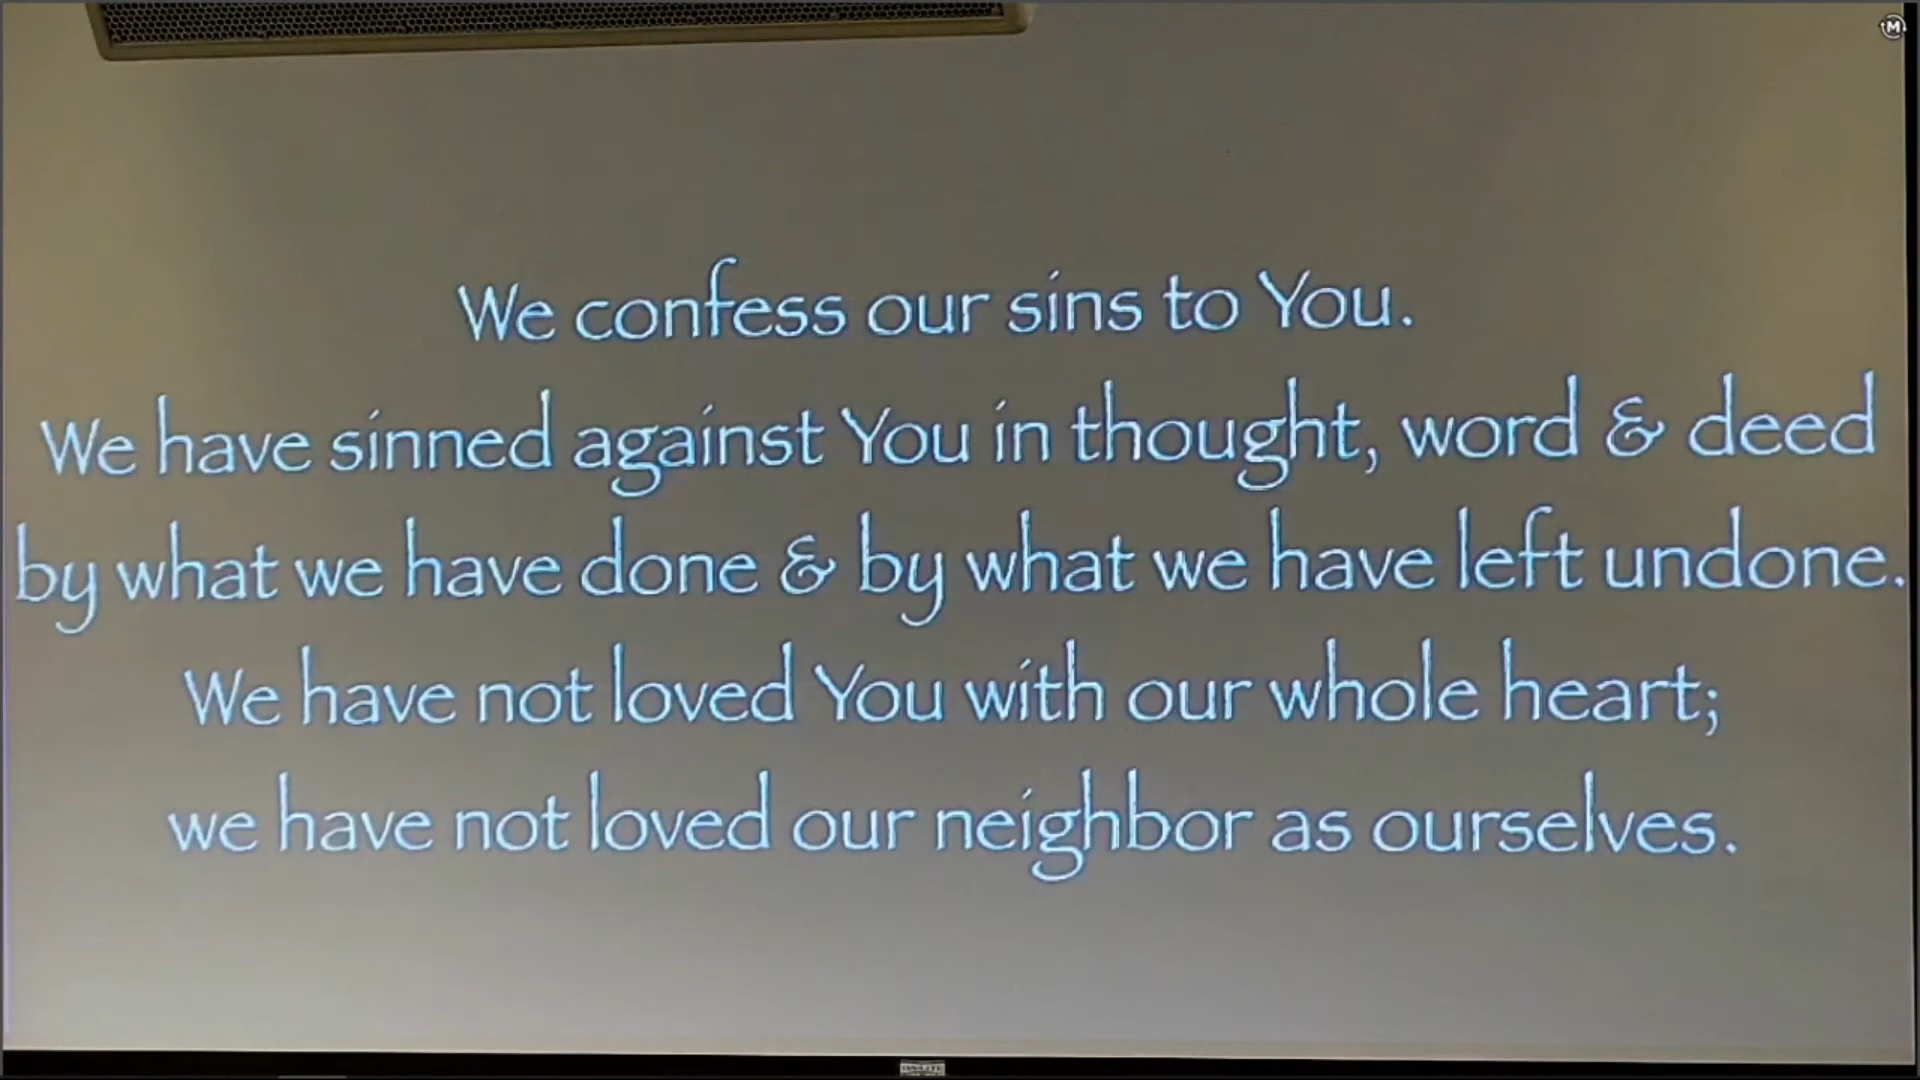 We confess our sins to You.
We have sinned against You in thought, word & deed
by what we have done & by what we have left undone.
We have not loved You with our whole heart;
we have not loved our neighbor as ourselves.
M